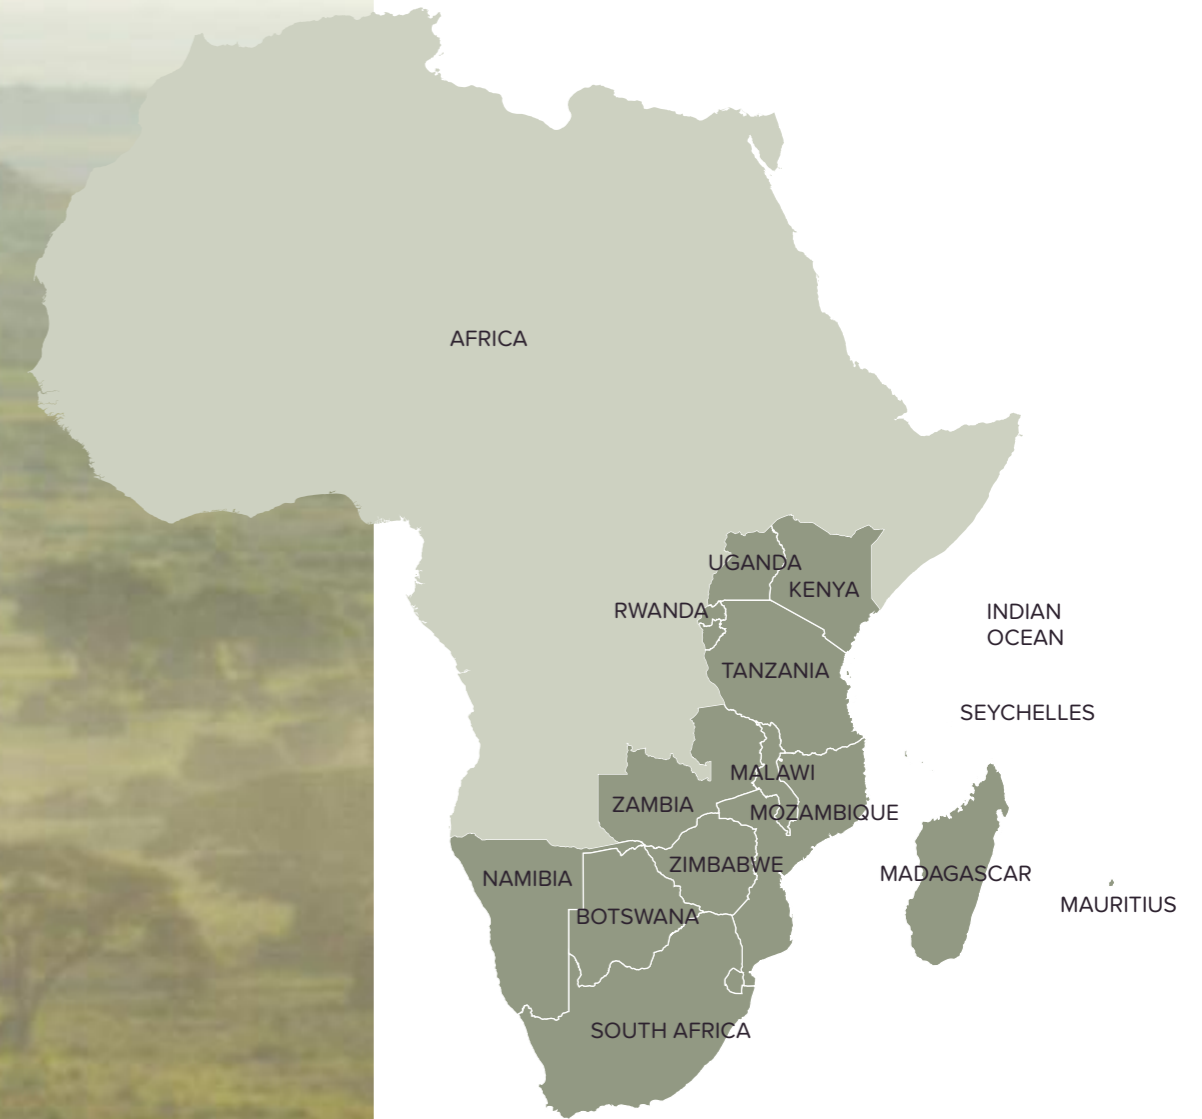 AFRICA
UGANDA
KENYA
RWANDA
INDIAN
OCEAN
TANZANIA
SEYCHELLES
MALAWI
ZAMBIA
MOZAMBIQUE
ZIMBABWE
MADAGASCAR
NAMIBIA
MAURITIUS
BOTSWANA
SOUTH AFRICA